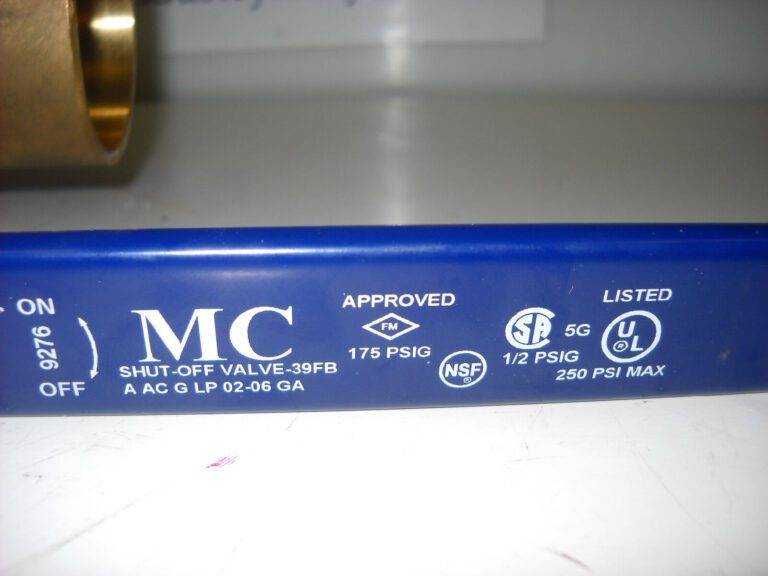 ON
9276
OFF
MC
SHUT-OFF VALVE-39FB
A AC G LP 02-06 GA
APPROVED
FM
175 PSIG
NSF
SA 5G
1/2 PSIG
LISTED
UL
®
250 PSI MAX